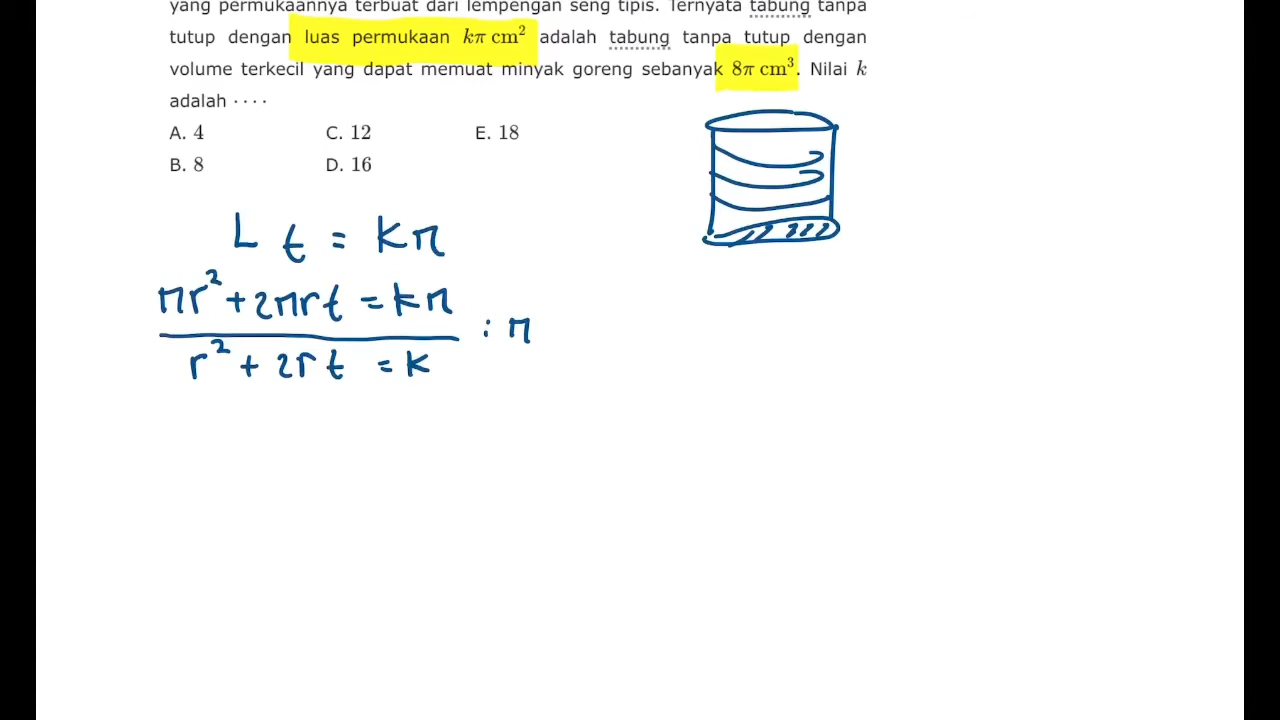 yang permukaannya terbuat dari lempengan seng tipis. Ternyata tabung tanpa
tutup dengan luas permukaan kπ cm² adalah tabung tanpa tutup dengan
volume terkecil yang dapat memuat minyak goreng sebanyak 8π cm³. Nilai k
adalah ····
A. 4 C. 12 E. 18
B. 8 D. 16
L t = kπ
πr² + 2πrt = kπ
: π
r² + 2rt = k